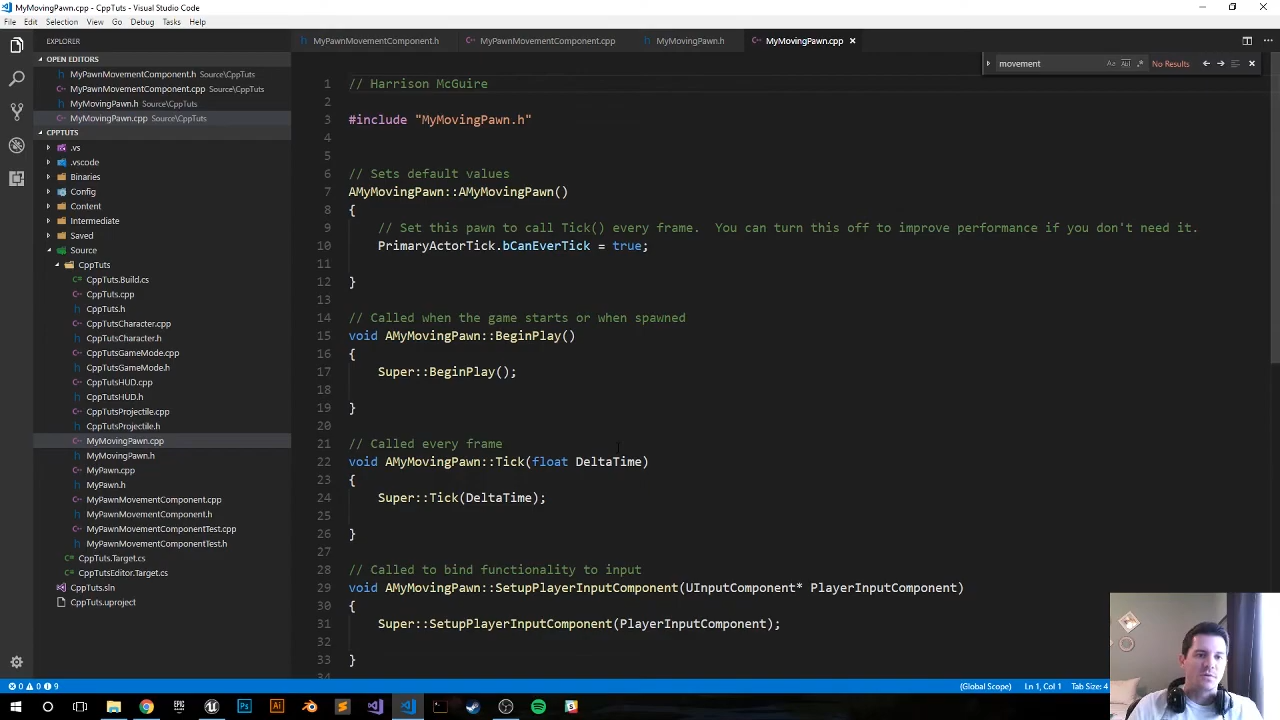 MyMovingPawn.cpp - CppTuts - Visual Studio Code
File Edit Selection View Go Debug Tasks Help
EXPLORER
OPEN EDITORS
MyPawnMovementComponent.h Source\CppTuts
MyPawnMovementComponent.cpp Source\CppTuts
MyMovingPawn.h Source\CppTuts
MyMovingPawn.cpp Source\CppTuts
CPPTUTS
.vs
.vscode
Binaries
Config
Content
Intermediate
Saved
Source
CppTuts
CppTuts.Build.cs
CppTuts.cpp
CppTuts.h
CppTutsCharacter.cpp
CppTutsCharacter.h
CppTutsGameMode.cpp
CppTutsGameMode.h
CppTutsHUD.cpp
CppTutsHUD.h
CppTutsProjectile.cpp
CppTutsProjectile.h
MyMovingPawn.cpp
MyMovingPawn.h
MyPawn.cpp
MyPawn.h
MyPawnMovementComponent.cpp
MyPawnMovementComponent.h
MyPawnMovementComponentTest.cpp
MyPawnMovementComponentTest.h
CppTuts.Target.cs
CppTutsEditor.Target.cs
CppTuts.sln
CppTuts.uproject
MyPawnMovementComponent.h MyPawnMovementComponent.cpp MyMovingPawn.h MyMovingPawn.cpp
movement No Results
1 // Harrison McGuire
2
3 #include "MyMovingPawn.h"
4
5
6 // Sets default values
7 AMyMovingPawn::AMyMovingPawn()
8 {
9 // Set this pawn to call Tick() every frame.  You can turn this off to improve performance if you don't need it.
10 PrimaryActorTick.bCanEverTick = true;
11
12 }
13
14 // Called when the game starts or when spawned
15 void AMyMovingPawn::BeginPlay()
16 {
17 Super::BeginPlay();
18
19 }
20
21 // Called every frame
22 void AMyMovingPawn::Tick(float DeltaTime)
23 {
24 Super::Tick(DeltaTime);
25
26 }
27
28 // Called to bind functionality to input
29 void AMyMovingPawn::SetupPlayerInputComponent(UInputComponent* PlayerInputComponent)
30 {
31 Super::SetupPlayerInputComponent(PlayerInputComponent);
32
33 }
34
0 0 9 (Global Scope) Ln 1, Col 1 Tab Size: 4